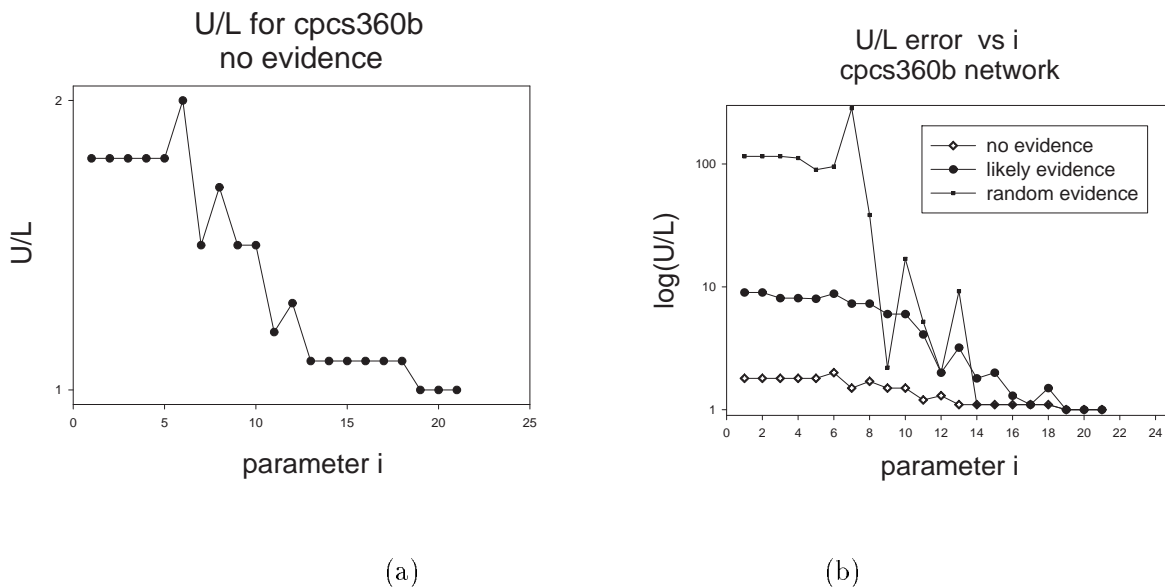 U/L for cpcs360b
no evidence
2
1
U/L
0 5 10 15 20 25
parameter i
(a)
U/L error vs i
cpcs360b network
no evidence
likely evidence
random evidence
100
10
1
log(U/L)
0 2 4 6 8 10 12 14 16 18 20 22 24
parameter i
(b)